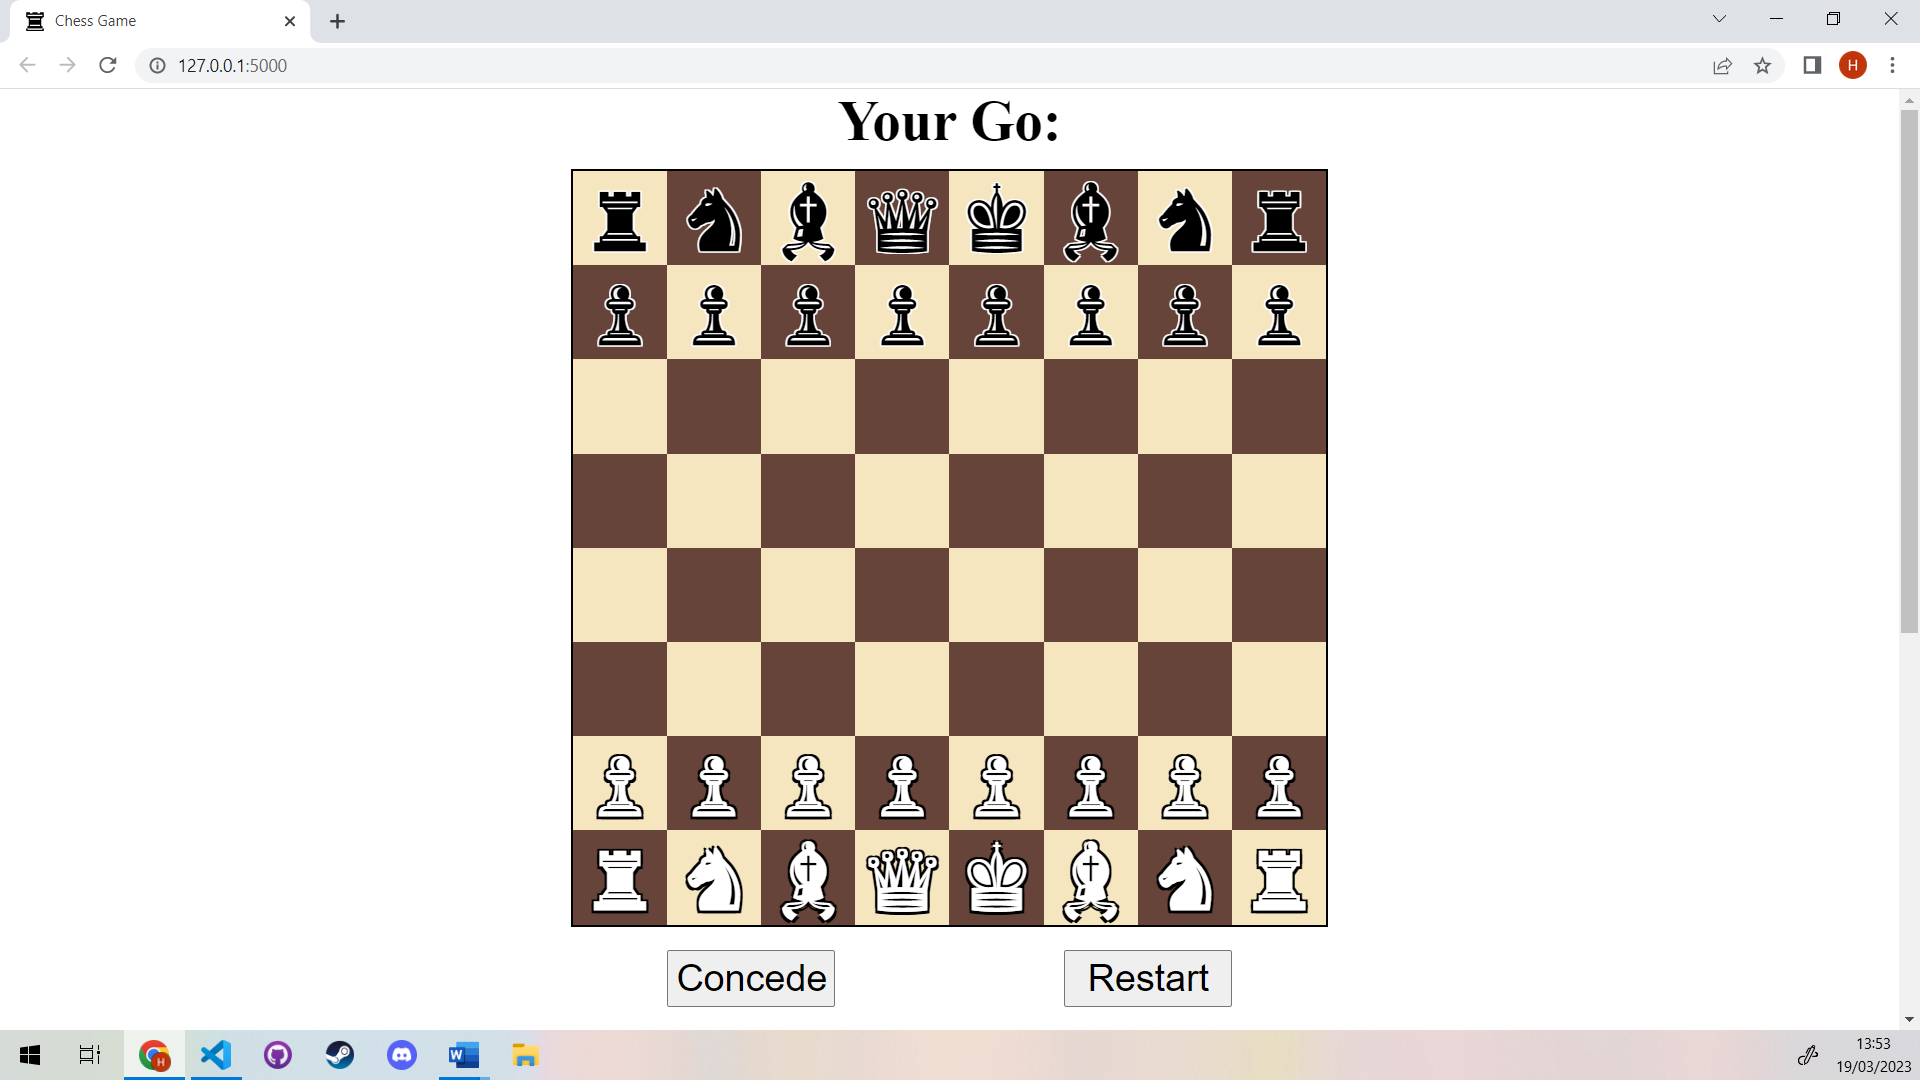 Chess Game
127.0.0.1:5000
H
Your Go:
Concede
Restart
H
W
13:53
19/03/2023